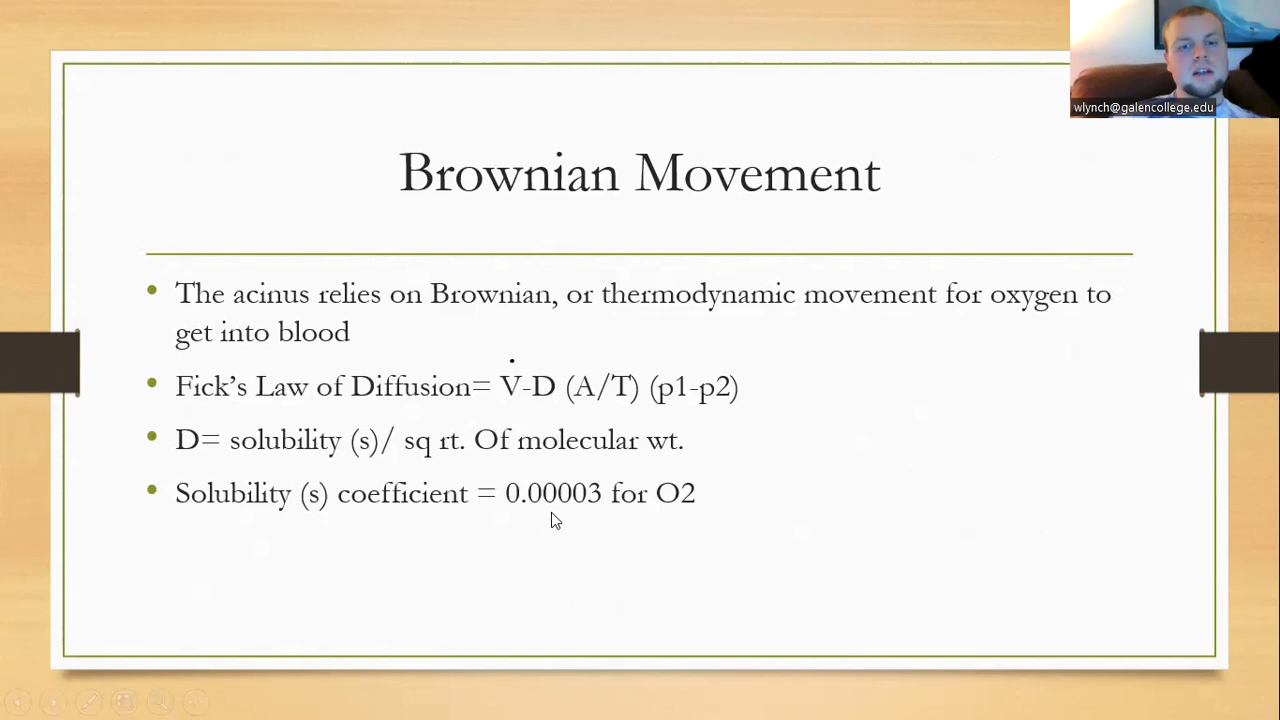 wlynch@galencollege.edu
Brownian Movement
• The acinus relies on Brownian, or thermodynamic movement for oxygen to
get into blood
• Fick’s Law of Diffusion= V̇-D (A/T) (p1-p2)
• D= solubility (s)/ sq rt. Of molecular wt.
• Solubility (s) coefficient = 0.00003 for O2